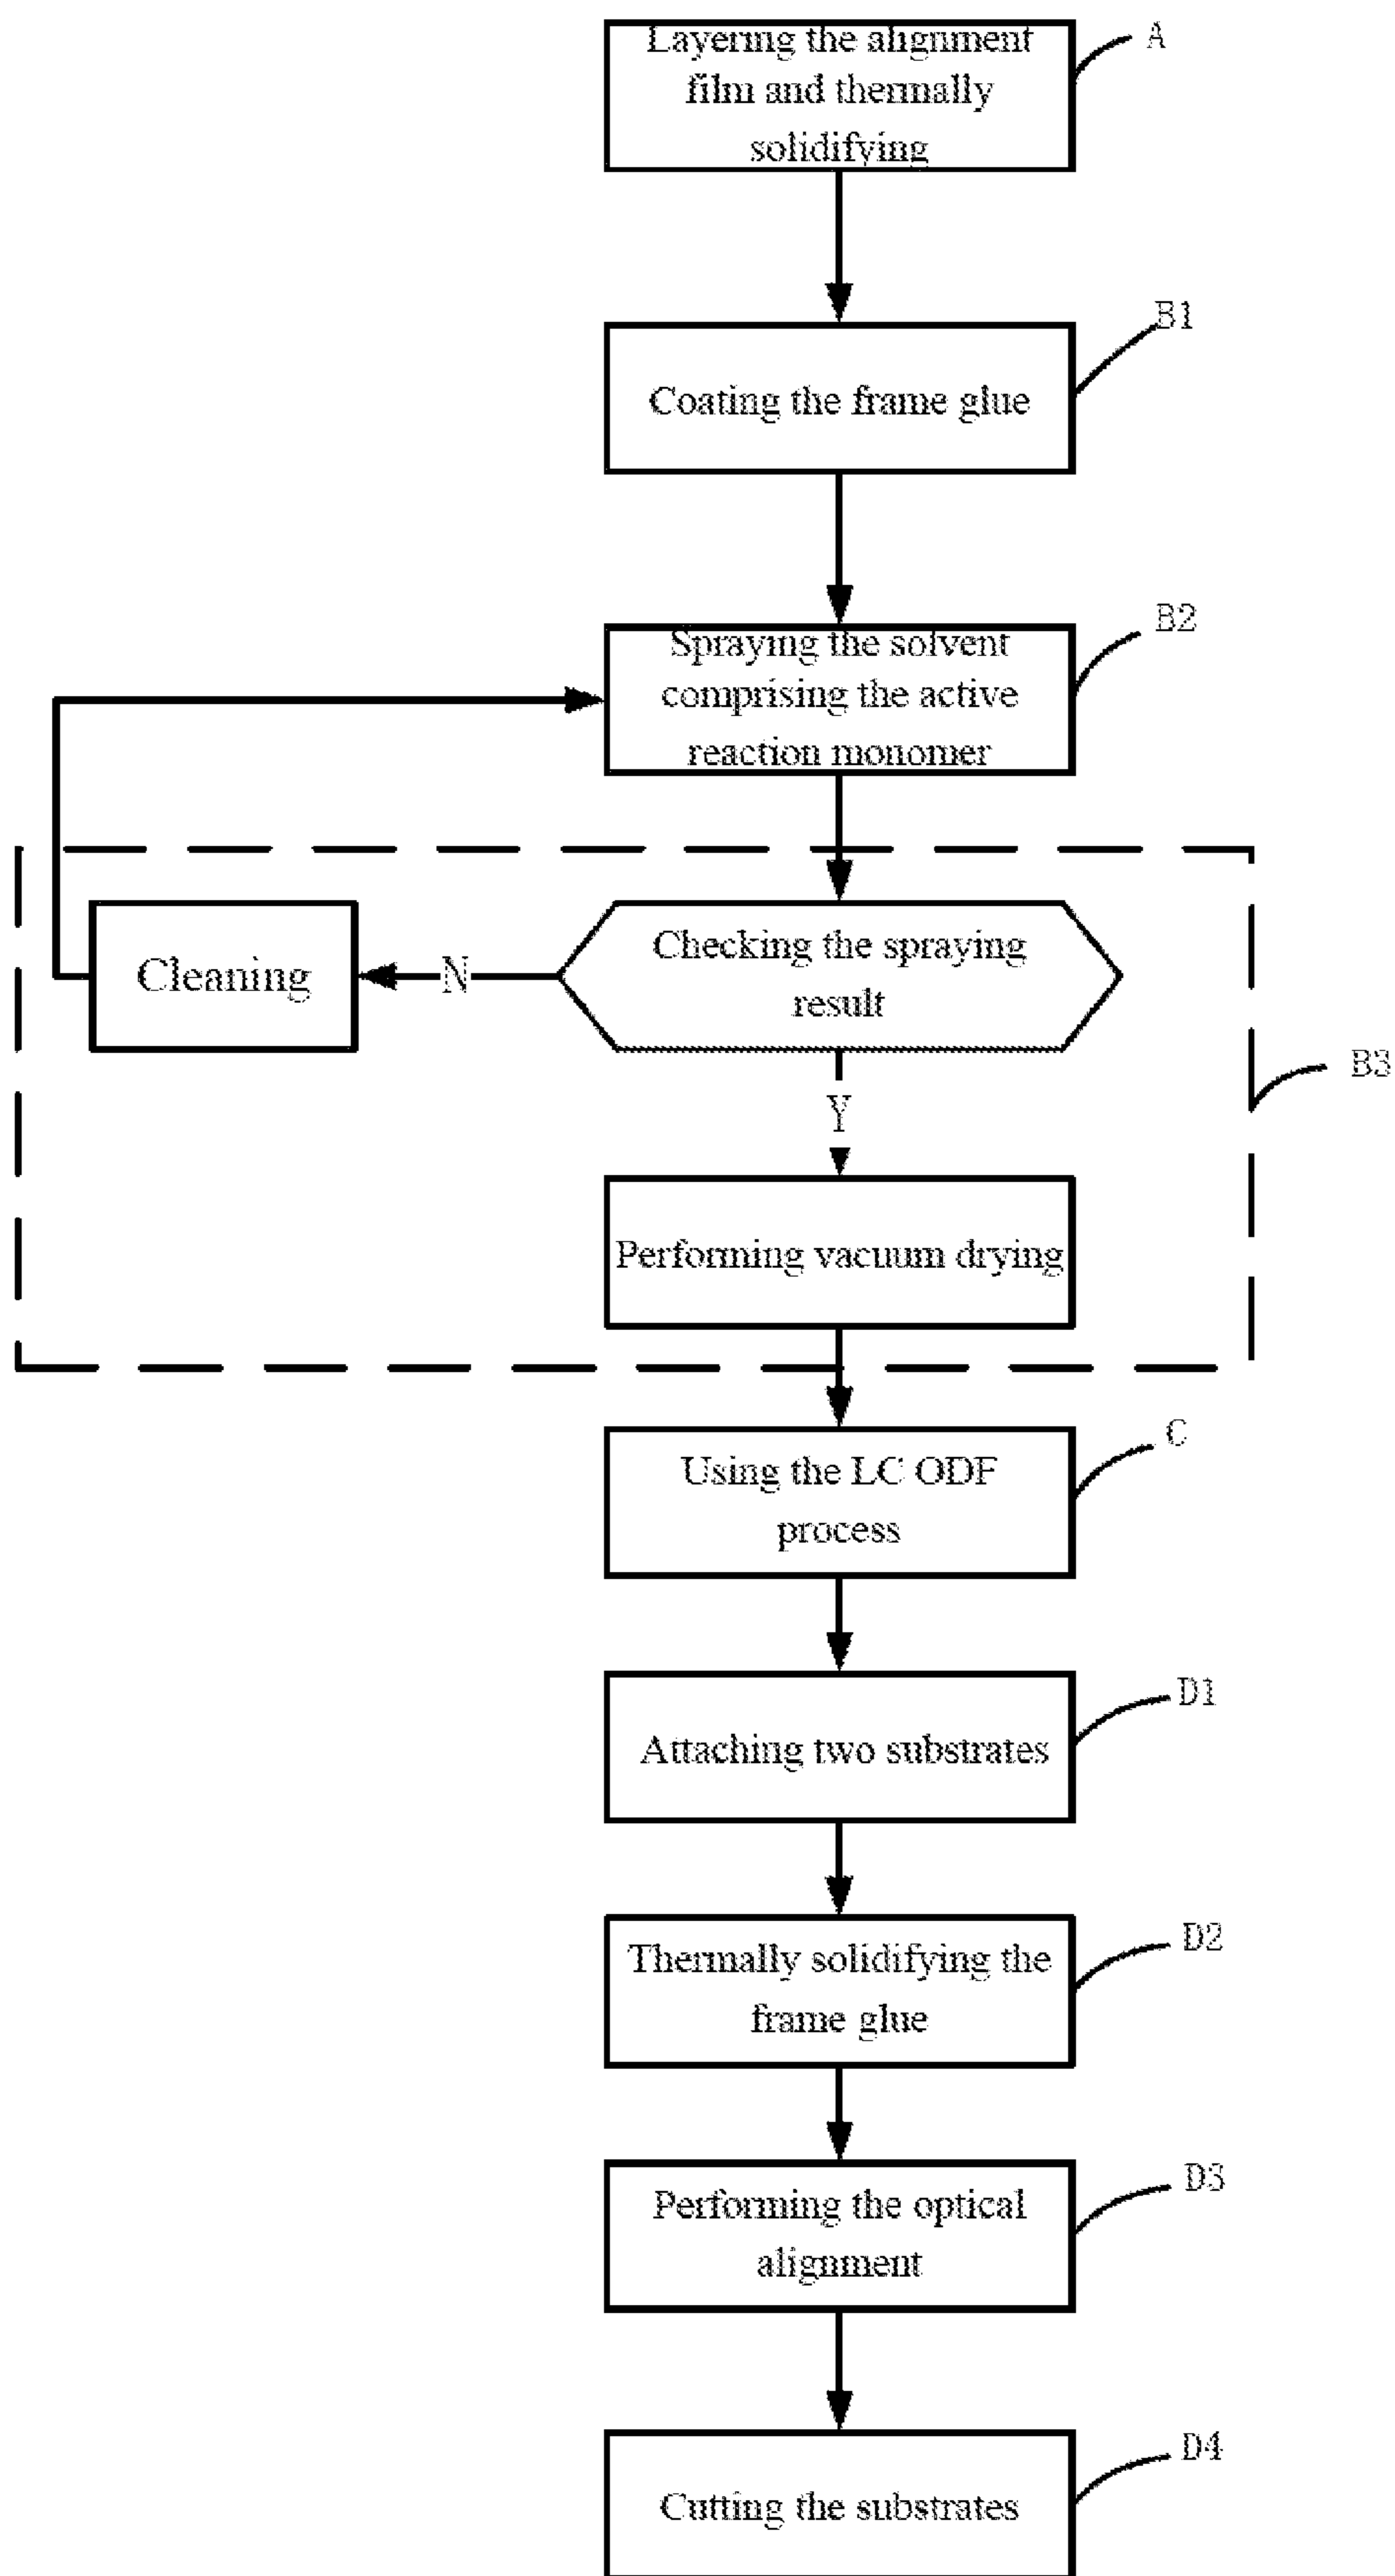 Layering the alignment
film and thermally
solidifying
A
Coating the frame glue
B1
Spraying the solvent
comprising the active
reaction monomer
B2
Checking the spraying
result
N
Cleaning
Y
B3
Performing vacuum drying
Using the LC ODF
process
C
Attaching two substrates
D1
Thermally solidifying the
frame glue
D2
Performing the optical
alignment
D3
Cutting the substrates
D4